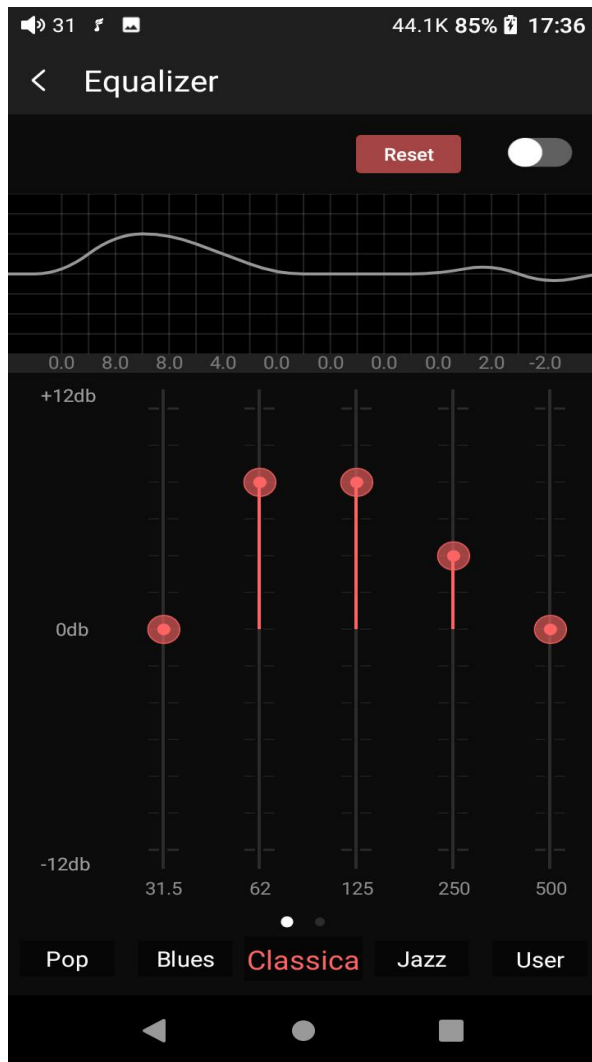 31 44.1K 85% 17:36
Equalizer
Reset
0.0 8.0 8.0 4.0 0.0 0.0 0.0 0.0 2.0 -2.0
+12db
0db
-12db
31.5 62 125 250 500
Pop Blues Classica Jazz User